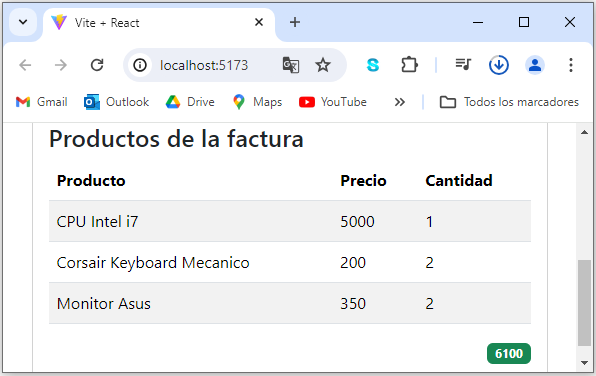 Vite + React
localhost:5173
Gmail Outlook Drive Maps YouTube Todos los marcadores
Productos de la factura
Producto Precio Cantidad
CPU Intel i7 5000 1
Corsair Keyboard Mecanico 200 2
Monitor Asus 350 2
6100